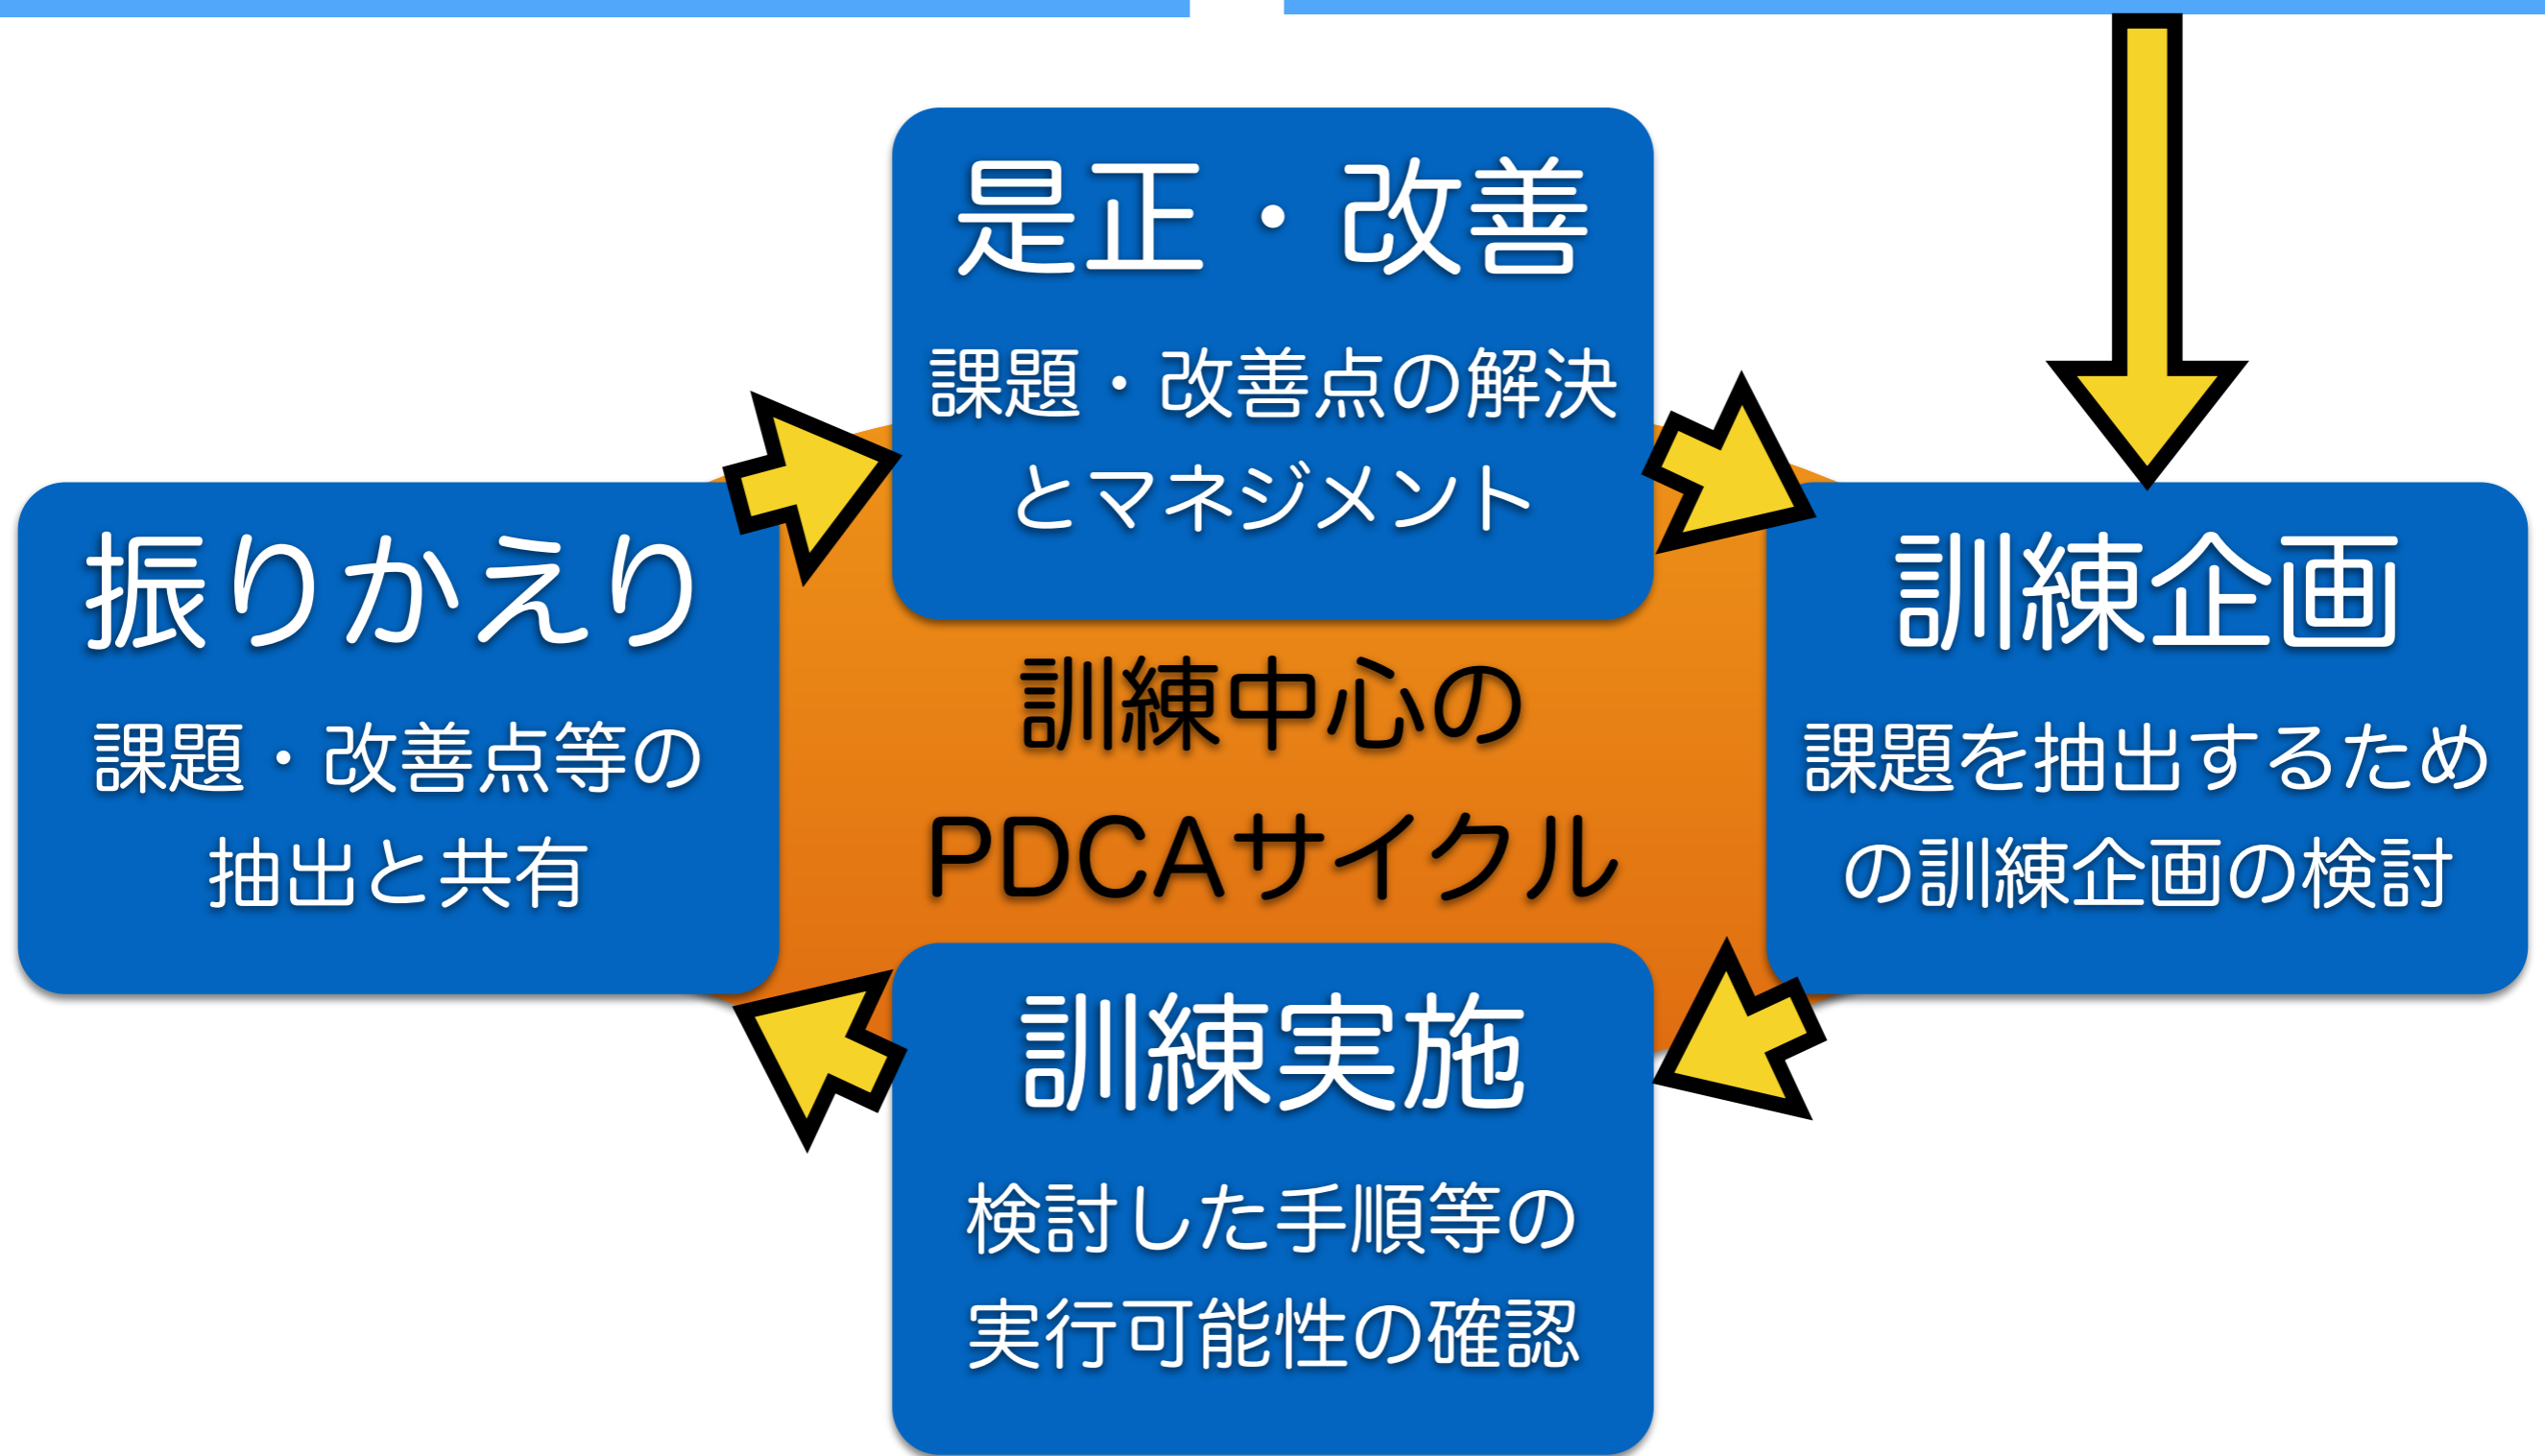 是正・改善
課題・改善点の解決
とマネジメント
振りかえり
課題・改善点等の
抽出と共有
訓練中心の
PDCAサイクル
訓練企画
課題を抽出するため
の訓練企画の検討
訓練実施
検討した手順等の
実行可能性の確認